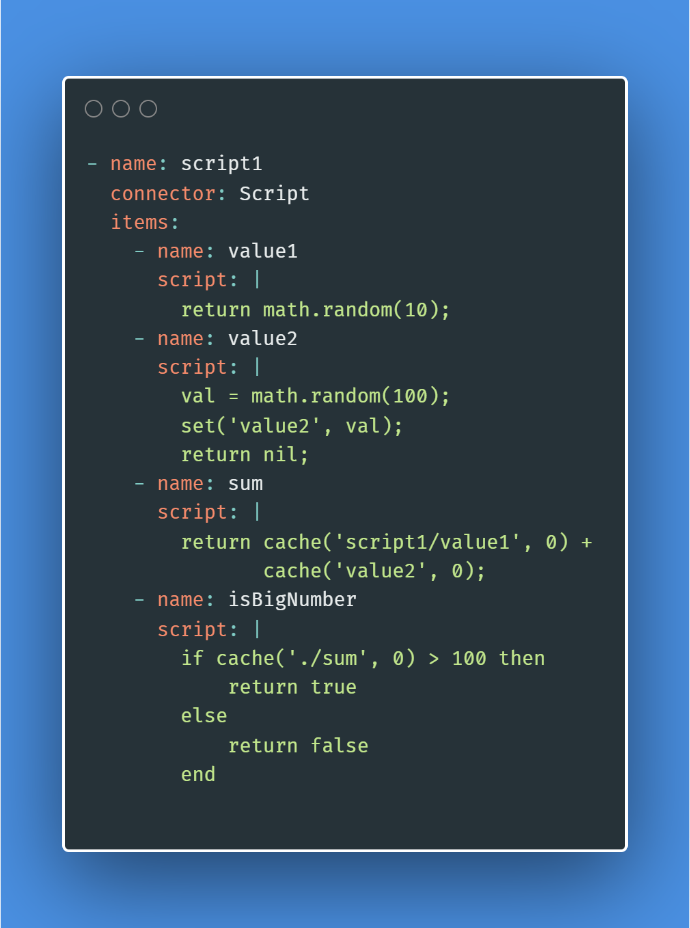 - name: script1
  connector: Script
  items:
    - name: value1
      script: |
        return math.random(10);
    - name: value2
      script: |
        val = math.random(100);
        set('value2', val);
        return nil;
    - name: sum
      script: |
        return cache('script1/value1', 0) +
               cache('value2', 0);
    - name: isBigNumber
      script: |
        if cache('./sum', 0) > 100 then
            return true
        else
            return false
        end